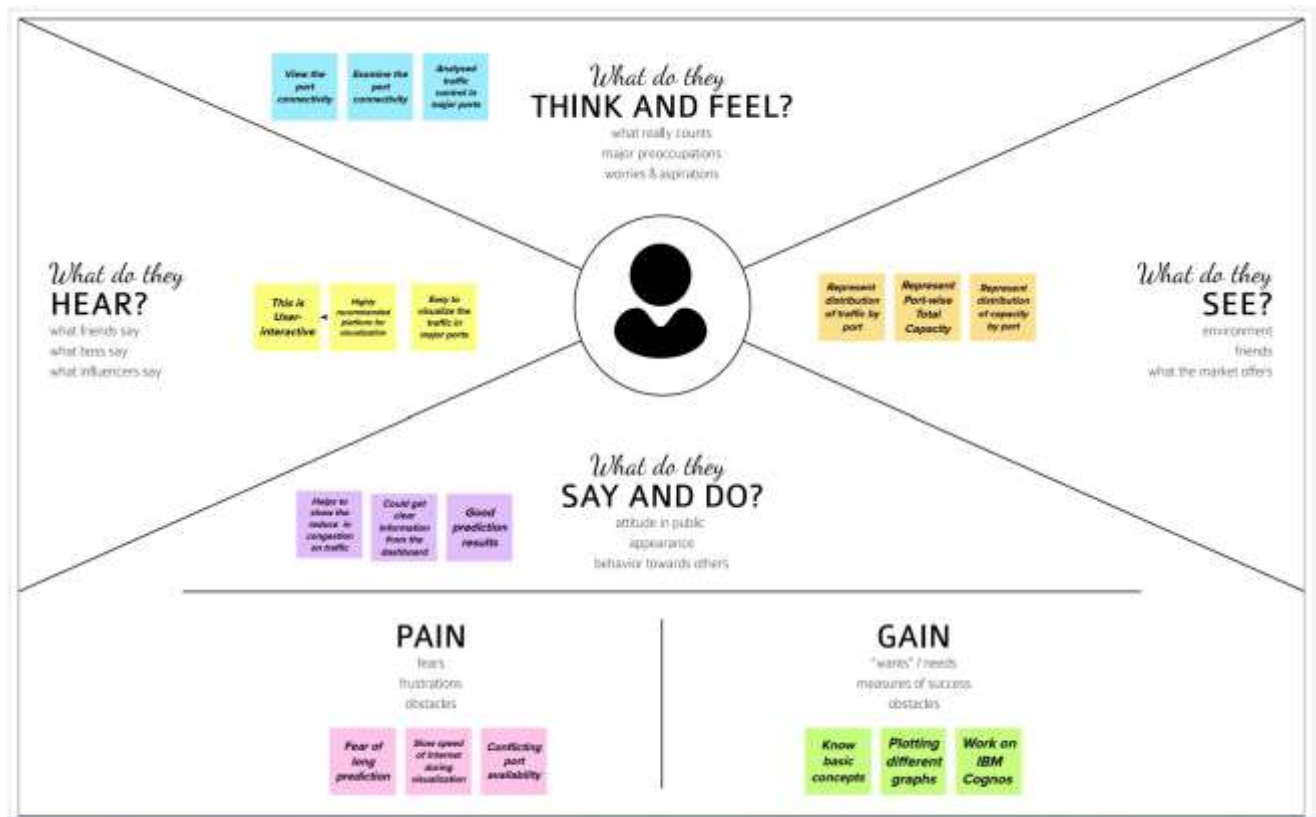 View the
port
connectivity
Examine the
port
connectivity
Analysed
traffic
control in
major ports
What do they
THINK AND FEEL?
what really counts
major preoccupations
worries & aspirations
What do they
HEAR?
what friends say
what boss say
what influencers say
This is
User-
interactive
Highly
recommended
platform for
visualization
Easy to
visualize the
traffic in
major ports
Represent
distribution
of traffic by
port
Represent
Port-wise
Total
Capacity
Represent
distribution
of capacity
by port
What do they
SEE?
environment
friends
what the market offers
What do they
SAY AND DO?
attitude in public
appearance
behavior towards others
Helps to
show the
reduce in
congestion
on traffic
Could get
clear
information
from the
dashboard
Good
prediction
results
PAIN
fears
frustrations
obstacles
Fear of
long
prediction
Slow speed
of internet
during
visualization
Conflicting
port
availability
GAIN
"wants" / needs
measures of success
obstacles
Know
basic
concepts
Plotting
different
graphs
Work on
IBM
Cognos